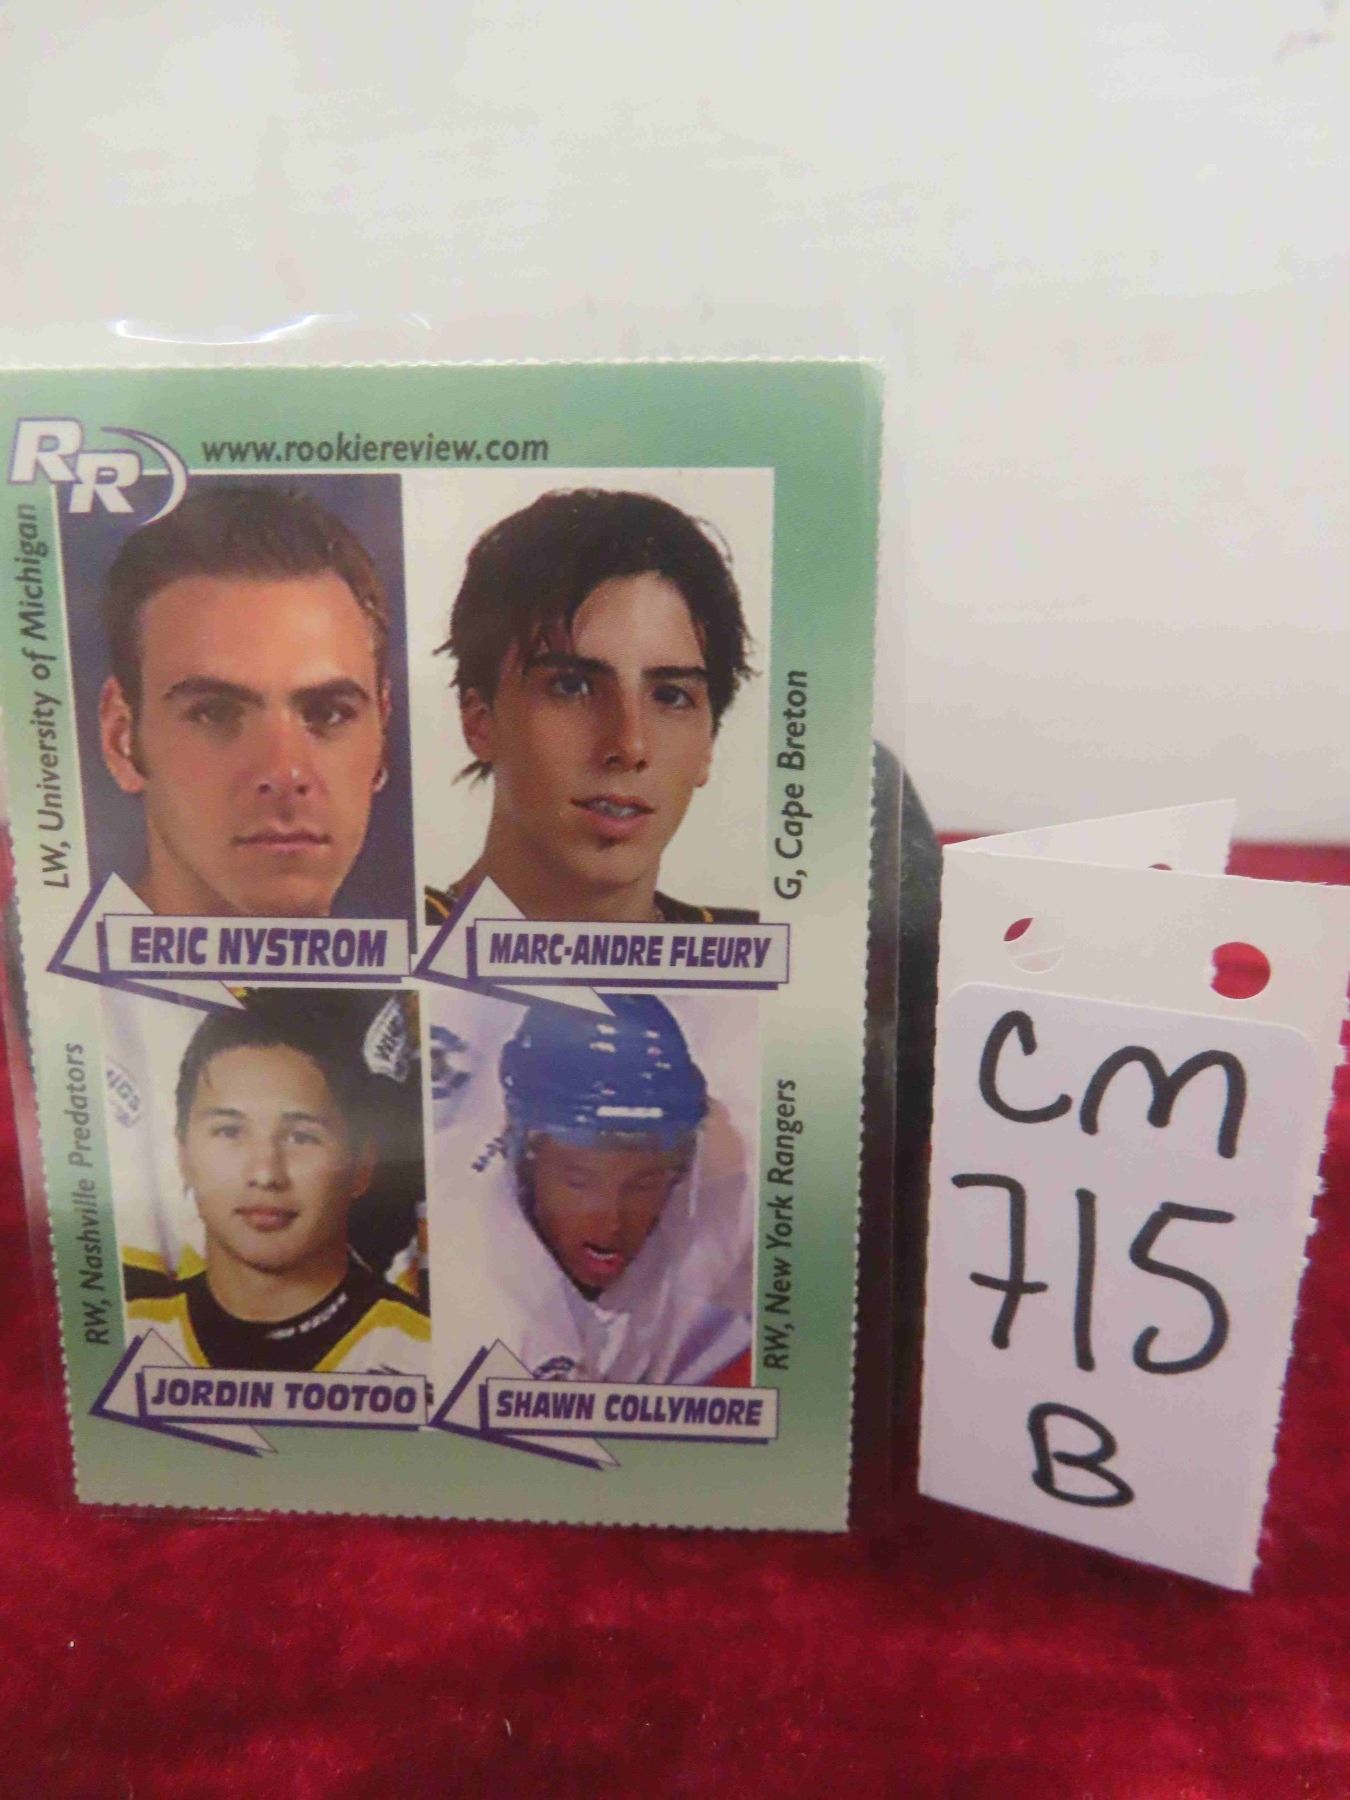 RR
www.rookiereview.com
LW, University of Michigan
ERIC NYSTROM
G, Cape Breton
MARC-ANDRE FLEURY
RW, Nashville Predators
JORDIN TOOTOO
RW, New York Rangers
SHAWN COLLYMORE
CM
715
B